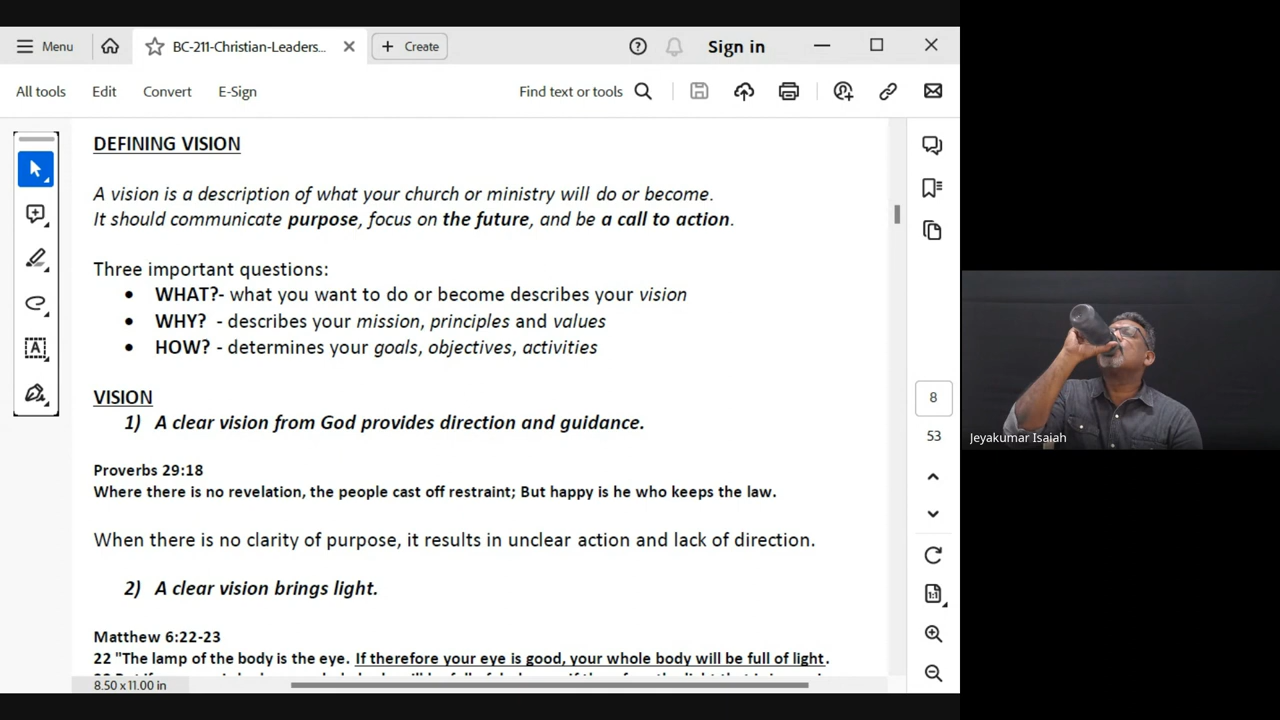 Menu
BC-211-Christian-Leaders...
Create
Sign in
All tools
Edit
Convert
E-Sign
Find text or tools
DEFINING VISION
A vision is a description of what your church or ministry will do or become.
It should communicate purpose, focus on the future, and be a call to action.
Three important questions:
• WHAT?- what you want to do or become describes your vision
• WHY? - describes your mission, principles and values
• HOW? - determines your goals, objectives, activities
VISION
1) A clear vision from God provides direction and guidance.
Proverbs 29:18
Where there is no revelation, the people cast off restraint; But happy is he who keeps the law.
When there is no clarity of purpose, it results in unclear action and lack of direction.
2) A clear vision brings light.
Matthew 6:22-23
22 "The lamp of the body is the eye. If therefore your eye is good, your whole body will be full of light.
8.50 x 11.00 in
8
53
1:1
Jeyakumar Isaiah